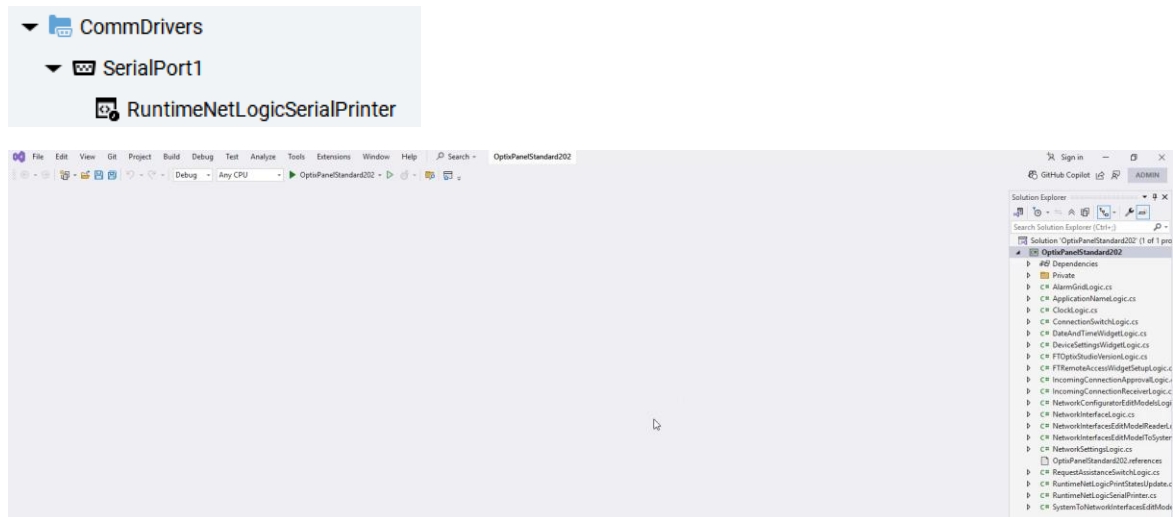 CommDrivers
SerialPort1
RuntimeNetLogicSerialPrinter
File Edit View Git Project Build Debug Test Analyze Tools Extensions Window Help Search OptixPanelStandard202 Sign in
Debug Any CPU OptixPanelStandard202 GitHub Copilot ADMIN
Solution Explorer
Search Solution Explorer (Ctrl+;)
Solution 'OptixPanelStandard202' (1 of 1 pro
OptixPanelStandard202
Dependencies
Private
C# AlarmGridLogic.cs
C# ApplicationNameLogic.cs
C# ClockLogic.cs
C# ConnectionSwitchLogic.cs
C# DateAndTimeWidgetLogic.cs
C# DeviceSettingsWidgetLogic.cs
C# FTOptixStudioVersionLogic.cs
C# FTRemoteAccessWidgetSetupLogic.c
C# IncomingConnectionApprovalLogic.
C# IncomingConnectionReceiverLogic.c
C# NetworkConfiguratorEditModelsLogi
C# NetworkInterfaceLogic.cs
C# NetworkInterfacesEditModelReaderL
C# NetworkInterfacesEditModelToSyster
C# NetworkSettingsLogic.cs
OptixPanelStandard202.references
C# RequestAssistanceSwitchLogic.cs
C# RuntimeNetLogicPrintStatesUpdate.c
C# RuntimeNetLogicSerialPrinter.cs
C# SystemToNetworkInterfacesEditMode